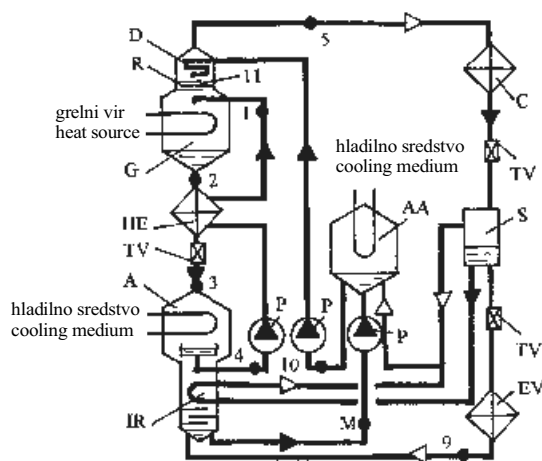 5
D
R
11
grelni vir
heat source
1
C
G
hladilno sredstvo
cooling medium
TV
2
HE
AA
S
TV
A
3
hladilno sredstvo
cooling medium
P
P
P
4
10
TV
IR
M
EV
9